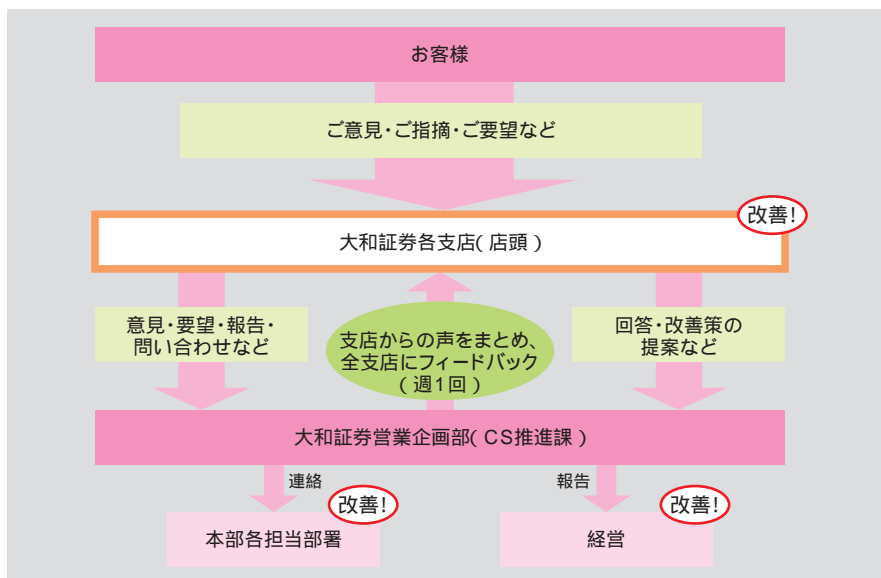 お客様
ご意見・ご指摘・ご要望など
改善!
大和証券各支店(店頭)
意見・要望・報告・
問い合わせなど
支店からの声をまとめ、
全支店にフィードバック
(週1回)
回答・改善策の
提案など
大和証券営業企画部(CS推進課)
連絡
報告
改善!
改善!
本部各担当部署
経営